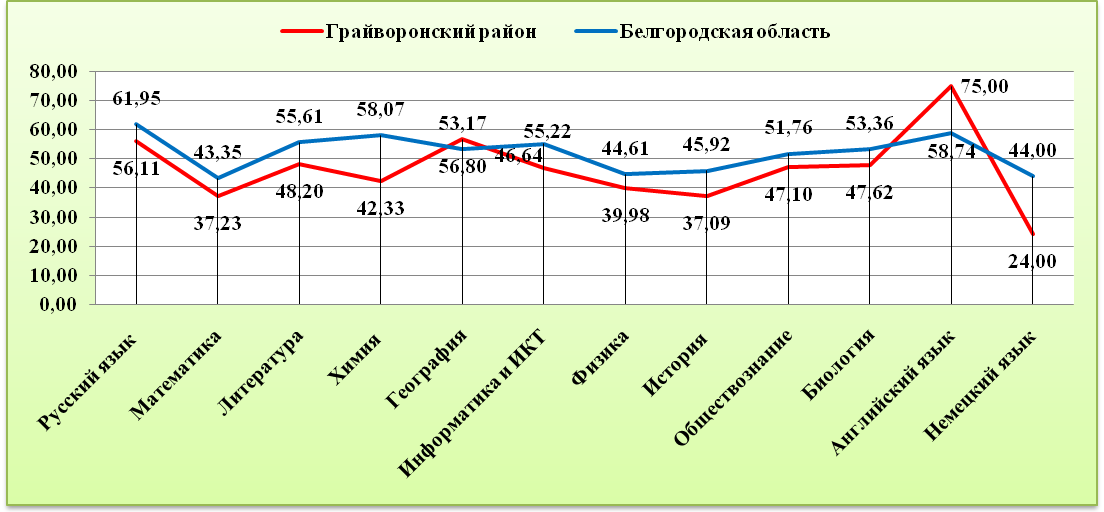 Грайворонский район
Белгородская область
80,00
70,00
60,00
50,00
40,00
30,00
20,00
10,00
0,00
61,95
43,35
55,61
58,07
53,17
55,22
44,61
45,92
51,76
53,36
58,74
44,00
56,11
37,23
48,20
42,33
56,80
46,64
39,98
37,09
47,10
47,62
75,00
24,00
Русский язык
Математика
Литература
Химия
География
Информатика и ИКТ
Физика
История
Обществознание
Биология
Английский язык
Немецкий язык